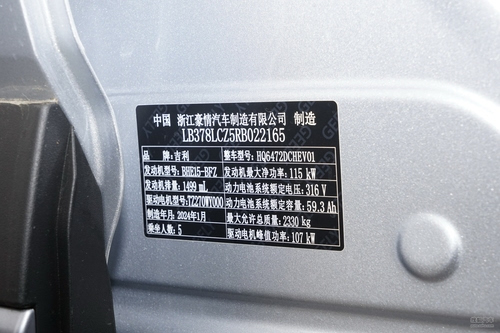 中国 浙江豪情汽车制造有限公司 制造
LB378LCZ5RB022165
品牌：吉利 整车型号：HQ6472DCHEV01
发动机型号：BHE15-BFZ 发动机最大净功率：115 kW
发动机排量：1499 mL 动力电池系统额定电压：316 V
驱动电机型号：TZ270WY000 动力电池系统额定容量：59.3 Ah
制造年月：2024年1月 最大允许总质量：2330 kg
乘坐人数：5 驱动电机峰值功率：107 kW